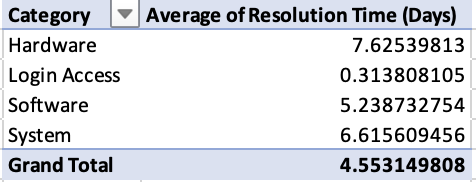 Category Average of Resolution Time (Days)
Hardware 7.62539813
Login Access 0.313808105
Software 5.238732754
System 6.615609456
Grand Total 4.553149808